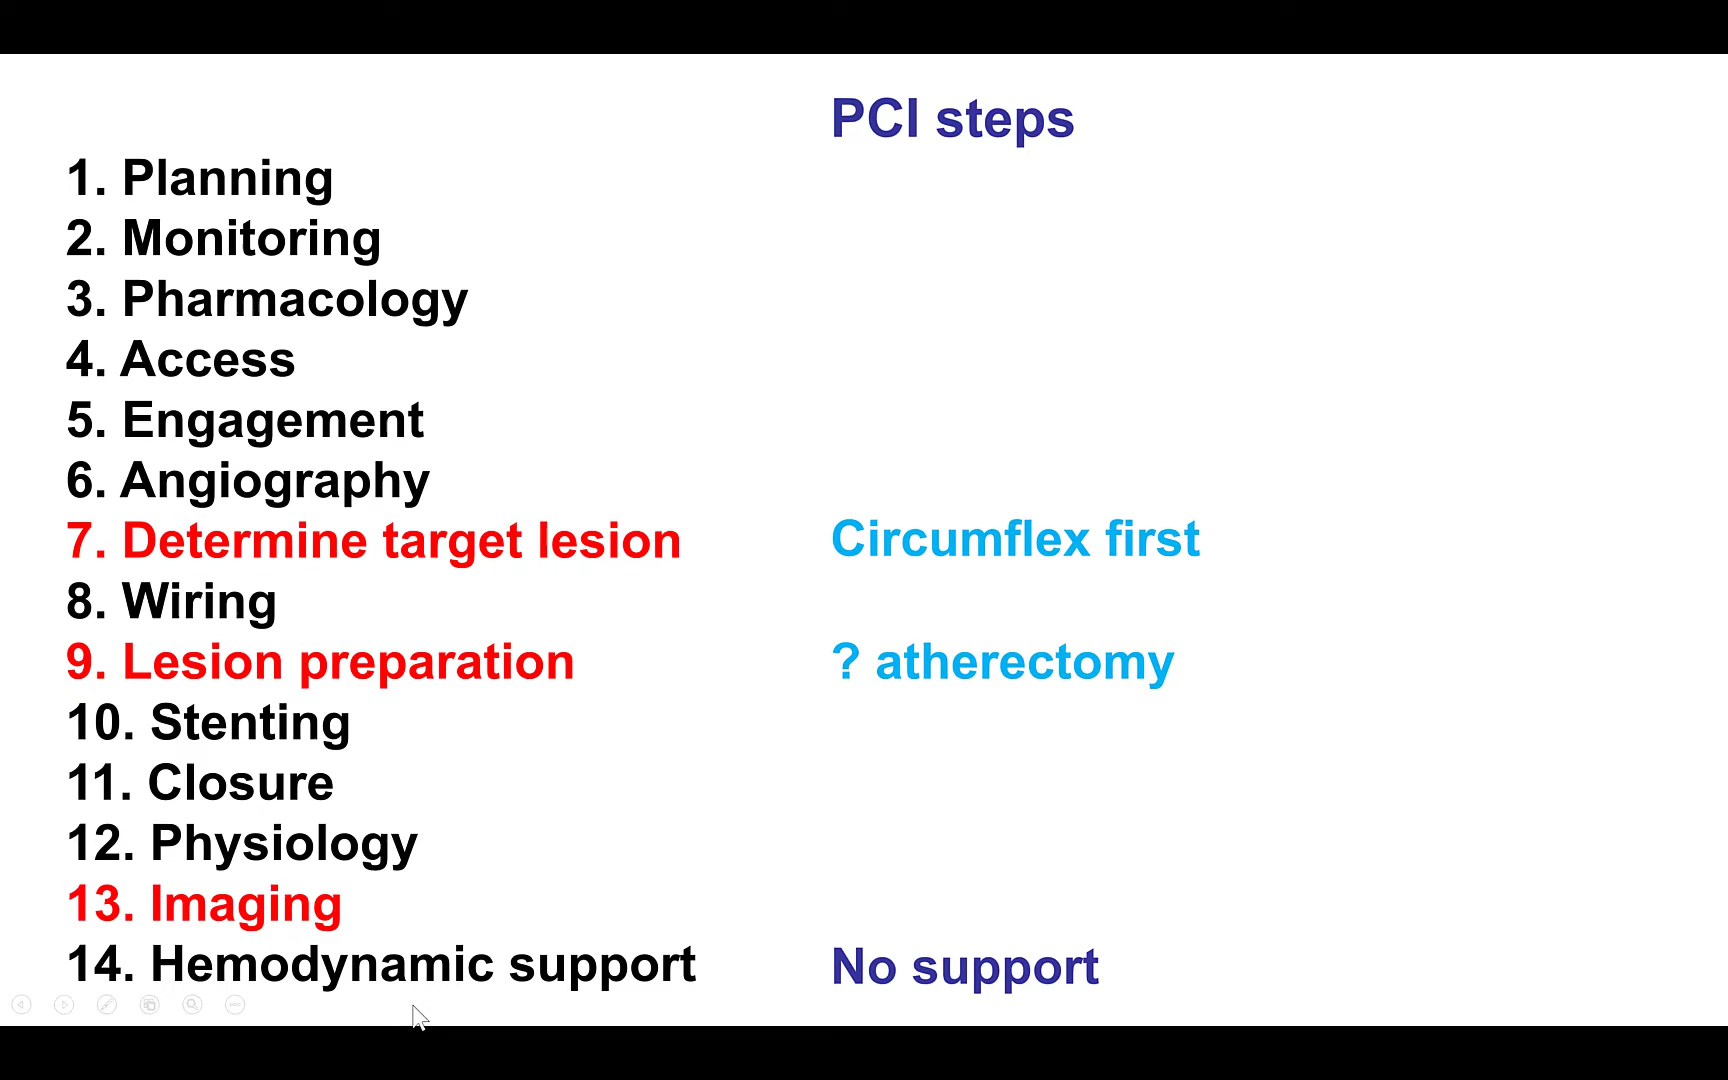 PCI steps
1. Planning
2. Monitoring
3. Pharmacology
4. Access
5. Engagement
6. Angiography
7. Determine target lesion Circumflex first
8. Wiring
9. Lesion preparation ? atherectomy
10. Stenting
11. Closure
12. Physiology
13. Imaging
14. Hemodynamic support No support